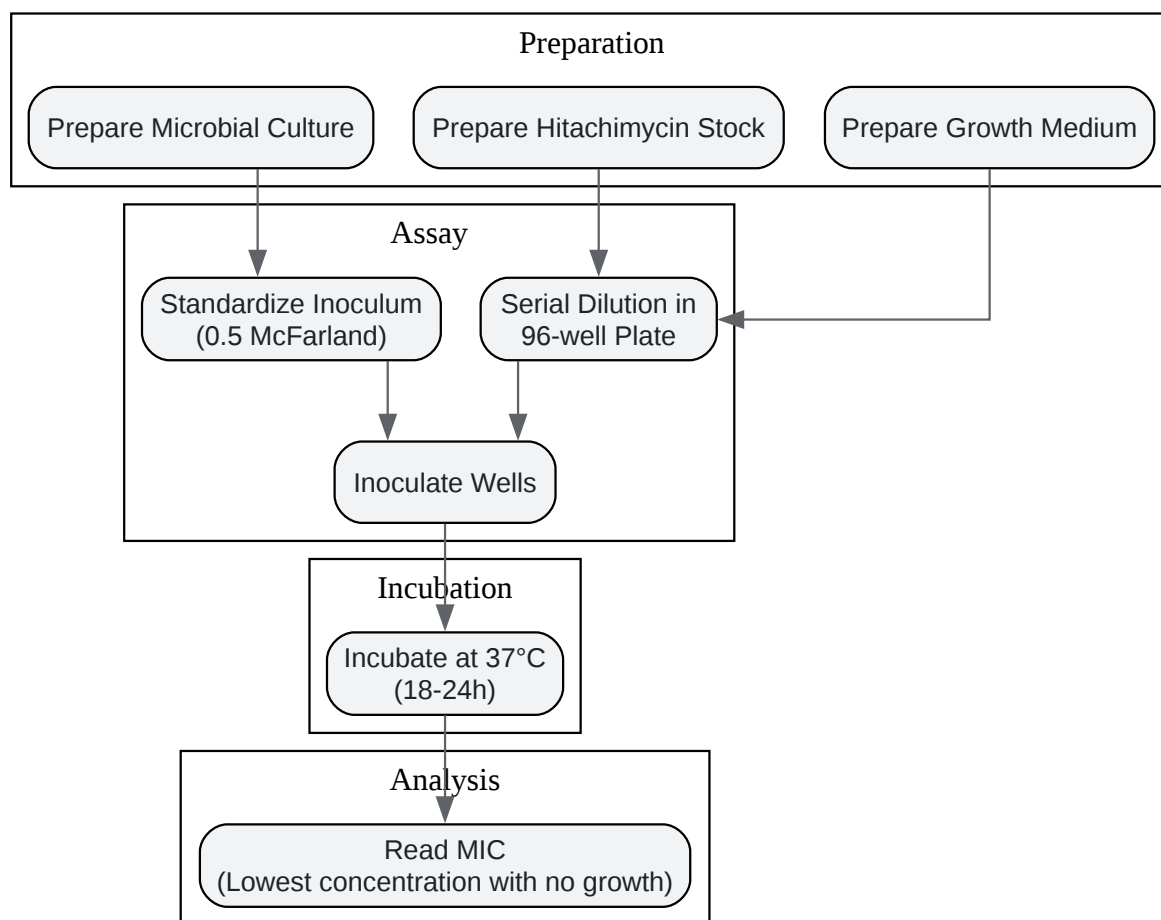 Preparation
Prepare Microbial Culture
Prepare Hitachimycin Stock
Prepare Growth Medium
Assay
Standardize Inoculum
(0.5 McFarland)
Serial Dilution in
96-well Plate
Inoculate Wells
Incubation
Incubate at 37°C
(18-24h)
Analysis
Read MIC
(Lowest concentration with no growth)